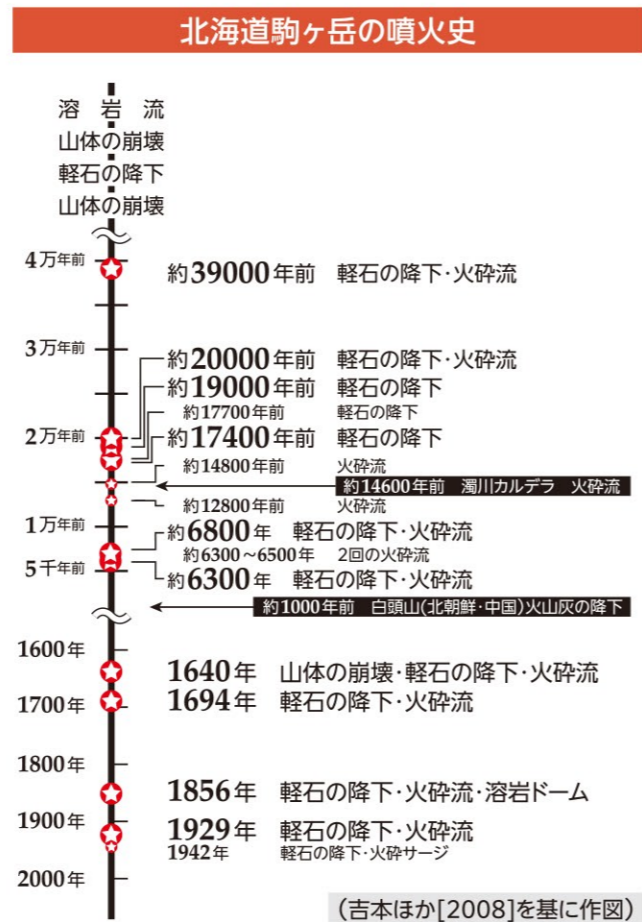 北海道駒ヶ岳の噴火史
溶岩流
山体の崩壊
軽石の降下
山体の崩壊
4万年前
約39000年前 軽石の降下・火砕流
3万年前
約20000年前 軽石の降下・火砕流
約19000年前 軽石の降下
約17700年前 軽石の降下
2万年前
約17400年前 軽石の降下
約14800年前 火砕流
約14600年前 濁川カルデラ 火砕流
約12800年前 火砕流
1万年前
約6800年 軽石の降下・火砕流
約6300～6500年 2回の火砕流
5千年前
約6300年 軽石の降下・火砕流
約1000年前 白頭山(北朝鮮・中国)火山灰の降下
1600年
1640年 山体の崩壊・軽石の降下・火砕流
1700年
1694年 軽石の降下・火砕流
1800年
1856年 軽石の降下・火砕流・溶岩ドーム
1900年
1929年 軽石の降下・火砕流
1942年 軽石の降下・火砕サージ
2000年
(吉本ほか[2008]を基に作図)